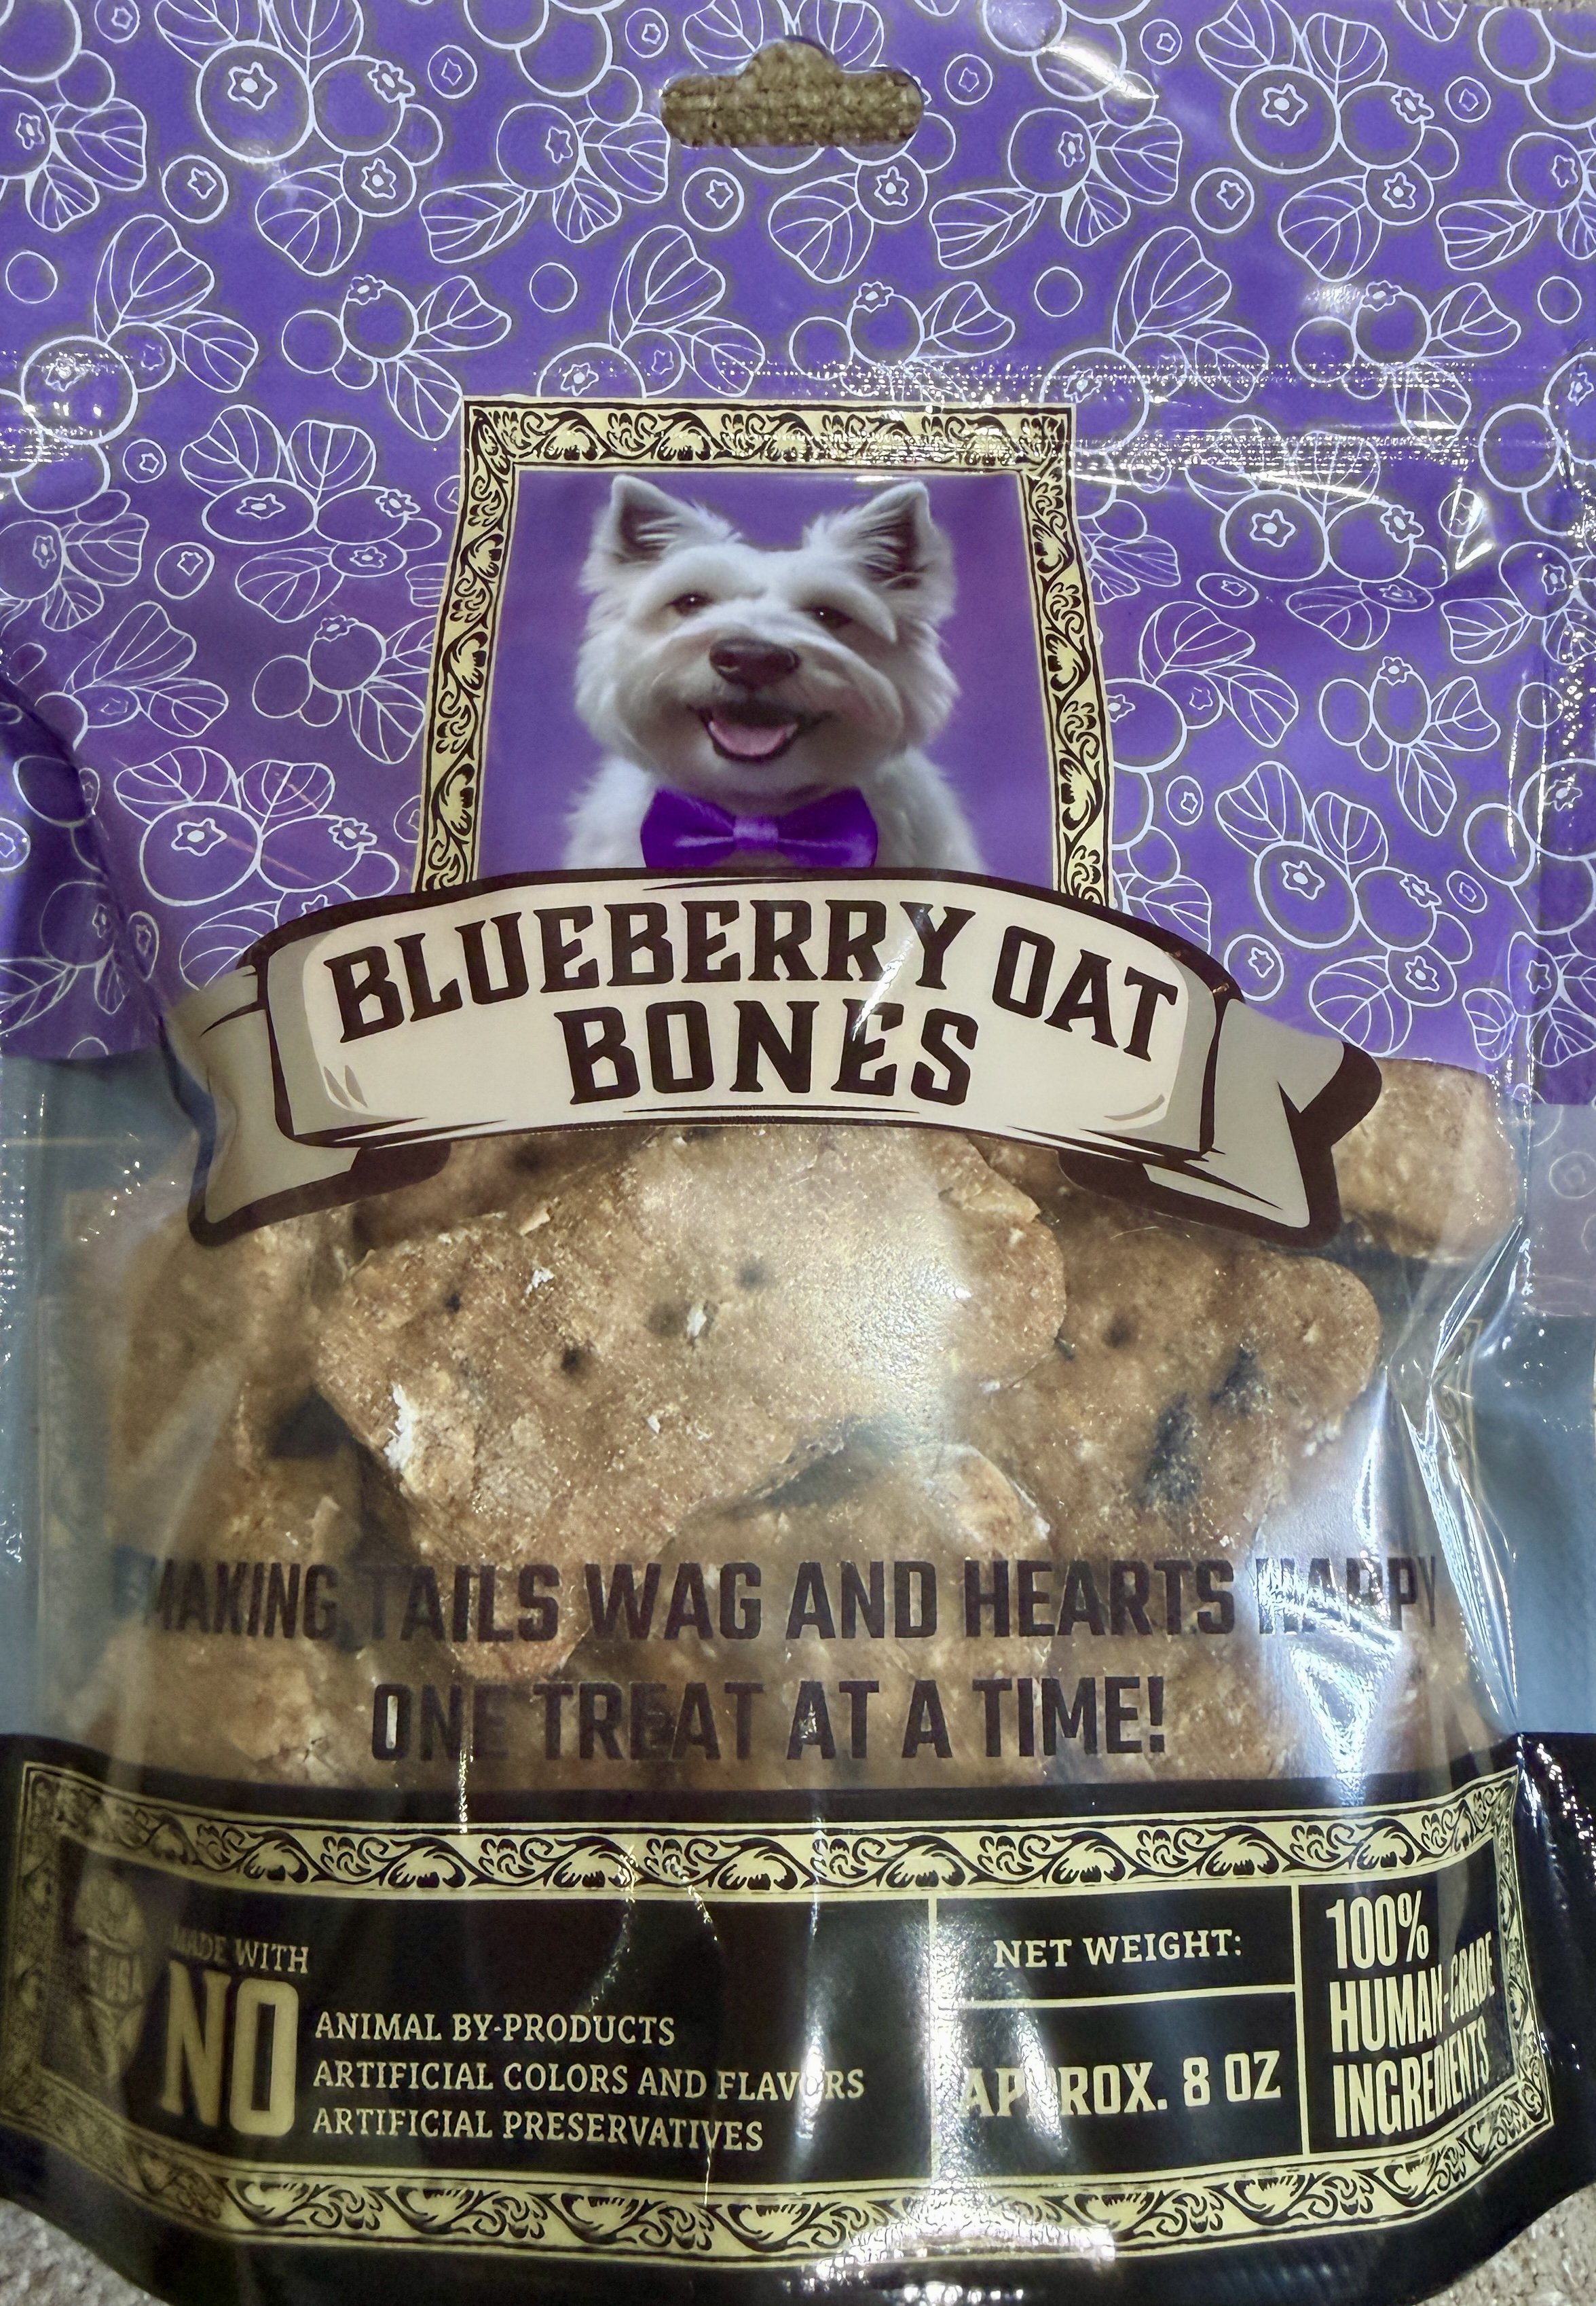 BLUEBERRY OAT
BONES
MAKING TAILS WAG AND HEARTS HAPPY
ONE TREAT AT A TIME!
MADE WITH
NO
ANIMAL BY-PRODUCTS
ARTIFICIAL COLORS AND FLAVORS
ARTIFICIAL PRESERVATIVES
USA
NET WEIGHT:
APPROX. 8 OZ
100%
HUMAN-GRADE
INGREDIENTS